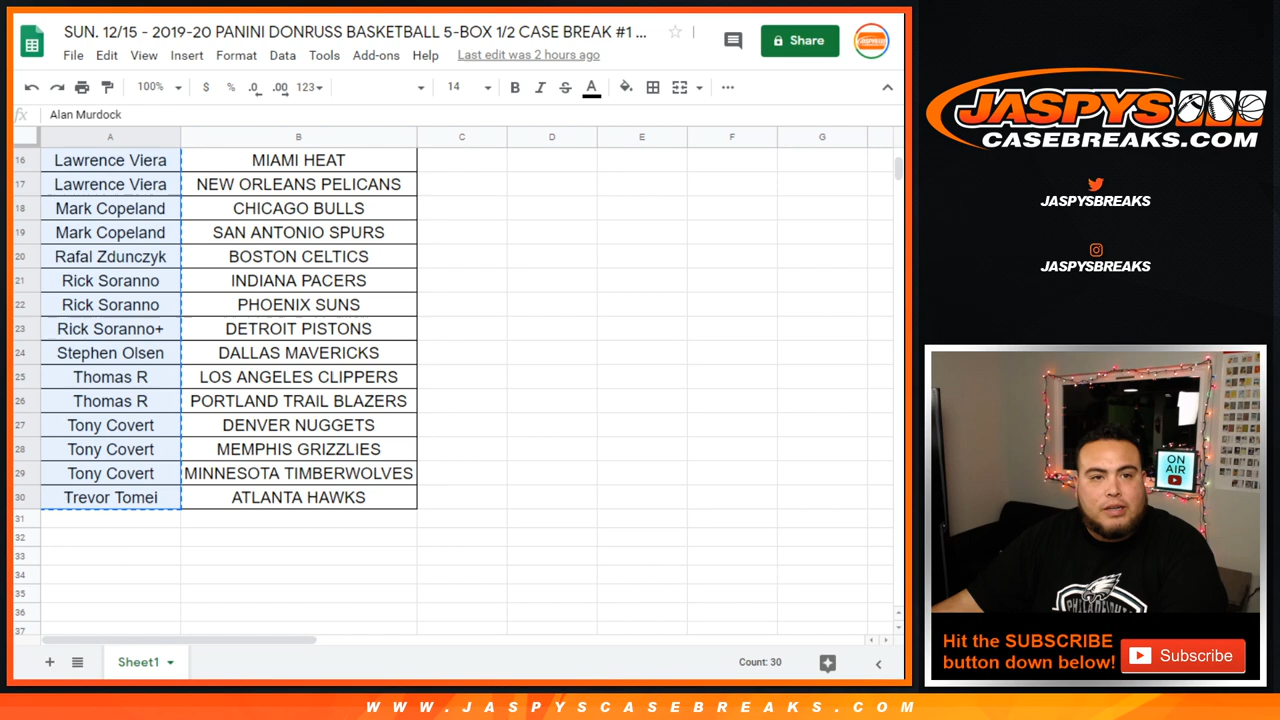 SUN. 12/15 - 2019-20 PANINI DONRUSS BASKETBALL 5-BOX 1/2 CASE BREAK #1 ...
File Edit View Insert Format Data Tools Add-ons Help Last edit was 2 hours ago
Share
100% $ % .0 .00 123 14 B I S A ...
fx Alan Murdock
A B C D E F G
16 Lawrence Viera MIAMI HEAT
17 Lawrence Viera NEW ORLEANS PELICANS
18 Mark Copeland CHICAGO BULLS
19 Mark Copeland SAN ANTONIO SPURS
20 Rafal Zdunczyk BOSTON CELTICS
21 Rick Soranno INDIANA PACERS
22 Rick Soranno PHOENIX SUNS
23 Rick Soranno+ DETROIT PISTONS
24 Stephen Olsen DALLAS MAVERICKS
25 Thomas R LOS ANGELES CLIPPERS
26 Thomas R PORTLAND TRAIL BLAZERS
27 Tony Covert DENVER NUGGETS
28 Tony Covert MEMPHIS GRIZZLIES
29 Tony Covert MINNESOTA TIMBERWOLVES
30 Trevor Tomei ATLANTA HAWKS
31
32
33
34
35
36
37
Sheet1
Count: 30
JASPYS
CASEBREAKS.COM
JASPYSBREAKS
JASPYSBREAKS
ON
AIR
Hit the SUBSCRIBE
button down below!
Subscribe
WWW.JASPYSCASEBREAKS.COM